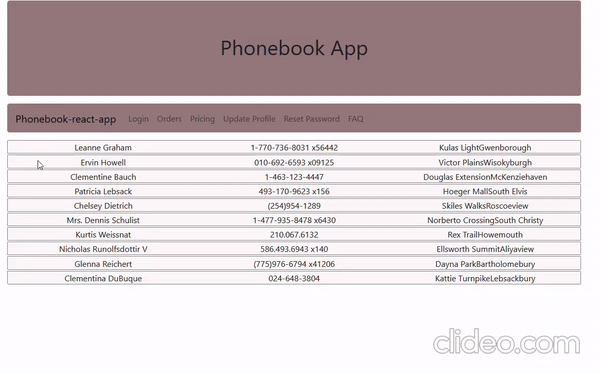 Phonebook App
Phonebook-react-app Login Orders Pricing Update Profile Reset Password FAQ
Leanne Graham 1-770-736-8031 x56442 Kulas LightGwenborough
Ervin Howell 010-692-6593 x09125 Victor PlainsWisokyburgh
Clementine Bauch 1-463-123-4447 Douglas ExtensionMcKenziehaven
Patricia Lebsack 493-170-9623 x156 Hoeger MallSouth Elvis
Chelsey Dietrich (254)954-1289 Skiles WalksRoscoeview
Mrs. Dennis Schulist 1-477-935-8478 x6430 Norberto CrossingSouth Christy
Kurtis Weissnat 210.067.6132 Rex TrailHowemouth
Nicholas Runolfsdottir V 586.493.6943 x140 Ellsworth SummitAliyaview
Glenna Reichert (775)976-6794 x41206 Dayna ParkBartholomebury
Clementina DuBuque 024-648-3804 Kattie TurnpikeLebsackbury
clideo.com